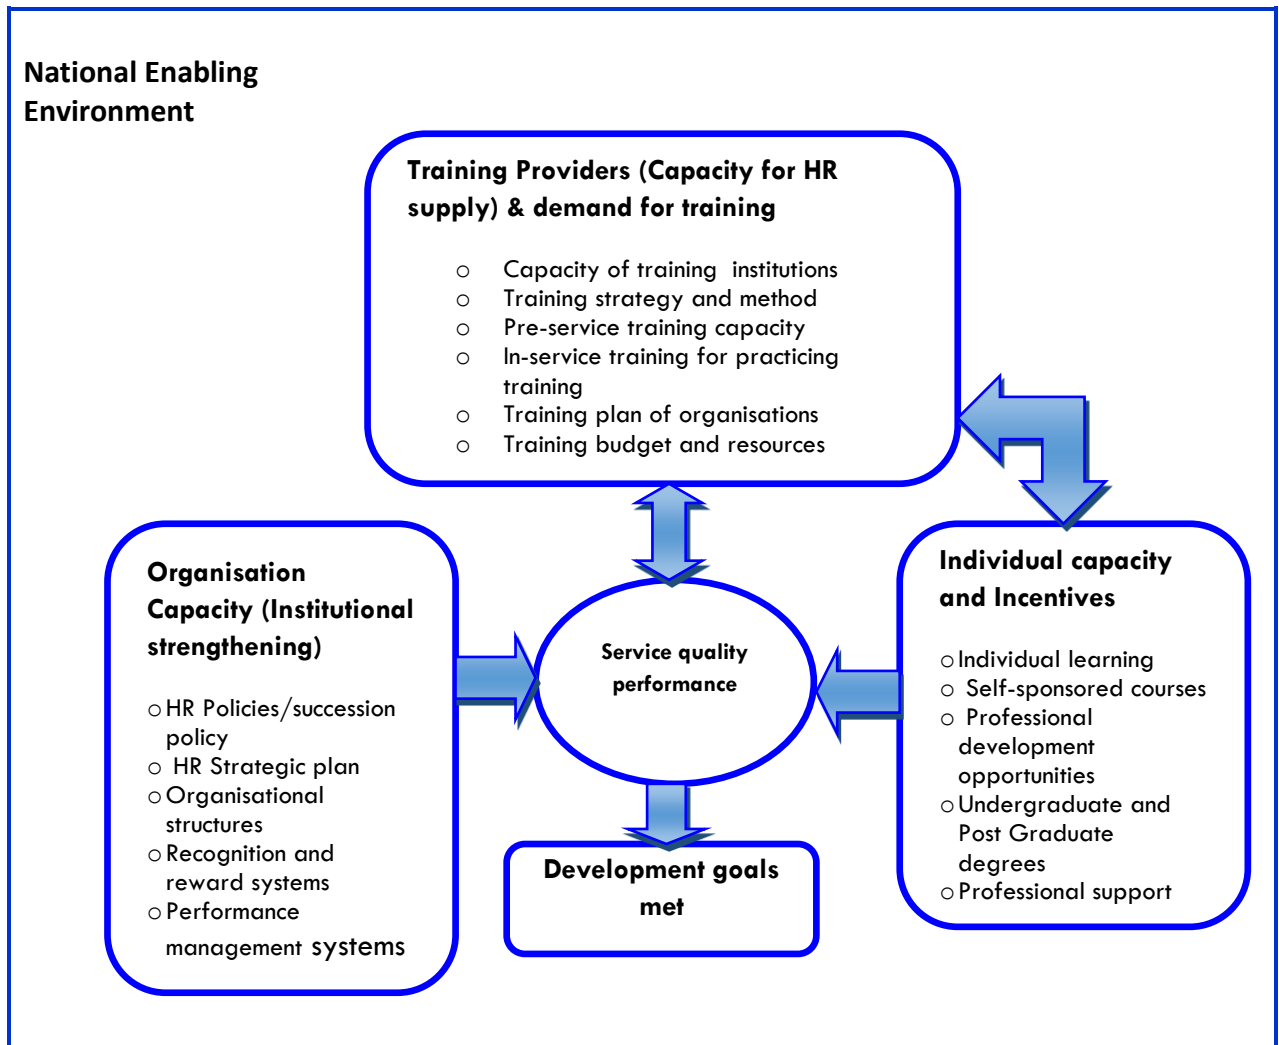 National Enabling
Environment
Training Providers (Capacity for HR
supply) & demand for training
o Capacity of training institutions
o Training strategy and method
o Pre-service training capacity
o In-service training for practicing
training
o Training plan of organisations
o Training budget and resources
Organisation
Capacity (Institutional
strengthening)
o HR Policies/succession
policy
o HR Strategic plan
o Organisational
structures
o Recognition and
reward systems
o Performance
management systems
Service quality
performance
Development goals
met
Individual capacity
and Incentives
o Individual learning
o Self-sponsored courses
o Professional
development
opportunities
o Undergraduate and
Post Graduate
degrees
o Professional support